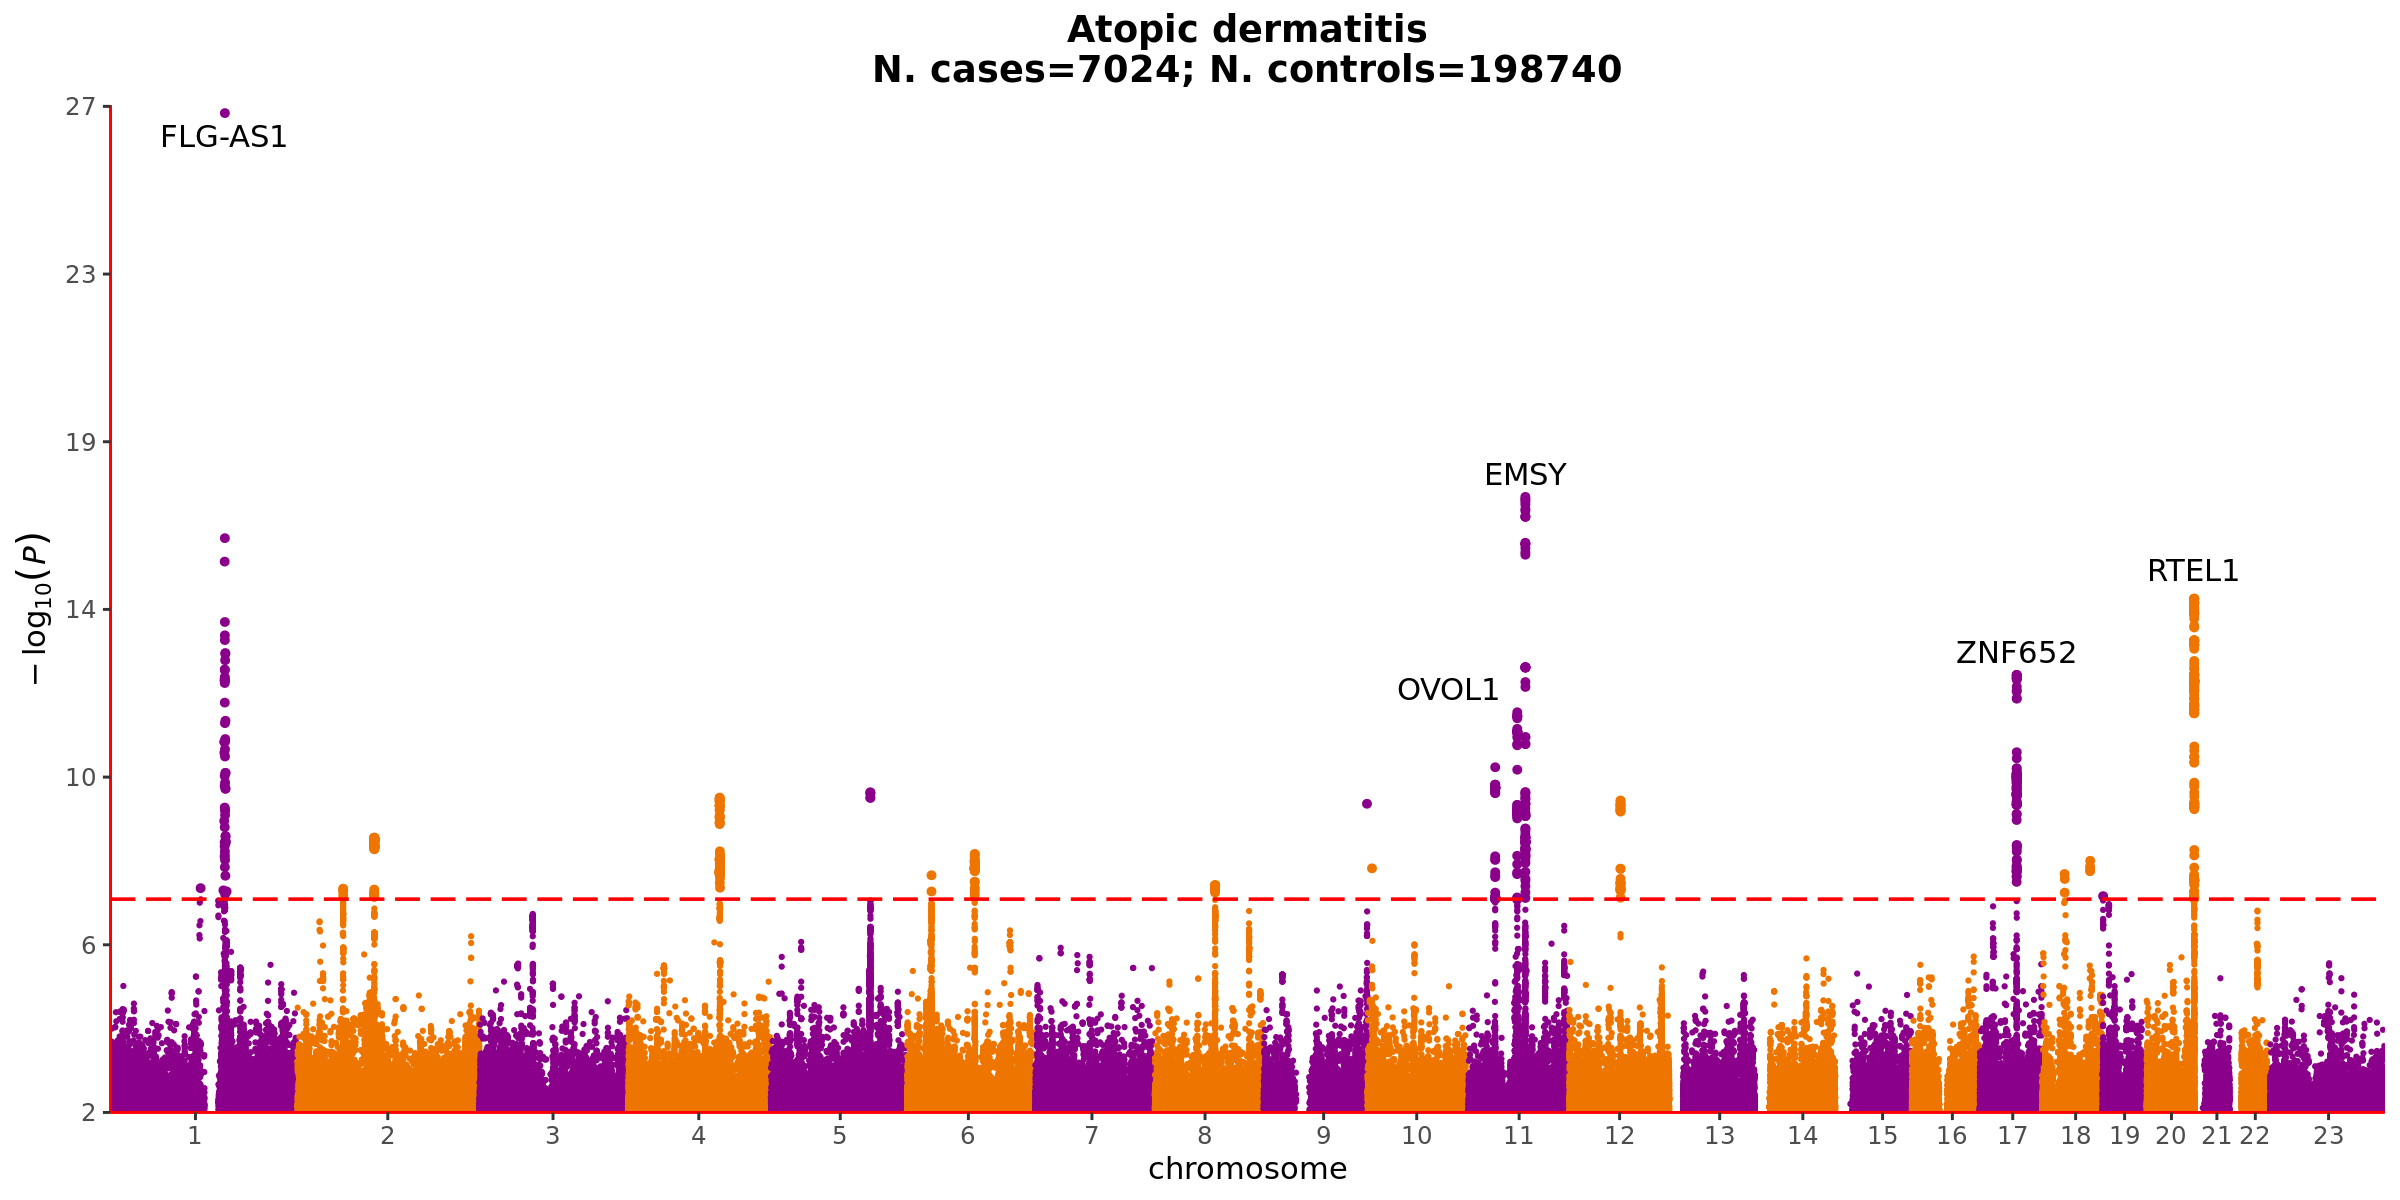 Atopic dermatitis
N. cases=7024; N. controls=198740
27
FLG-AS1
23
19
EMSY
RTEL1
14
ZNF652
OVOL1
10
6
2
− log10(P)
1 2 3 4 5 6 7 8 9 10 11 12 13 14 15 16 17 18 19 20 21 22 23
chromosome